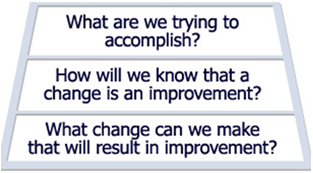 What are we trying to
accomplish?
How will we know that a
change is an improvement?
What change can we make
that will result in improvement?